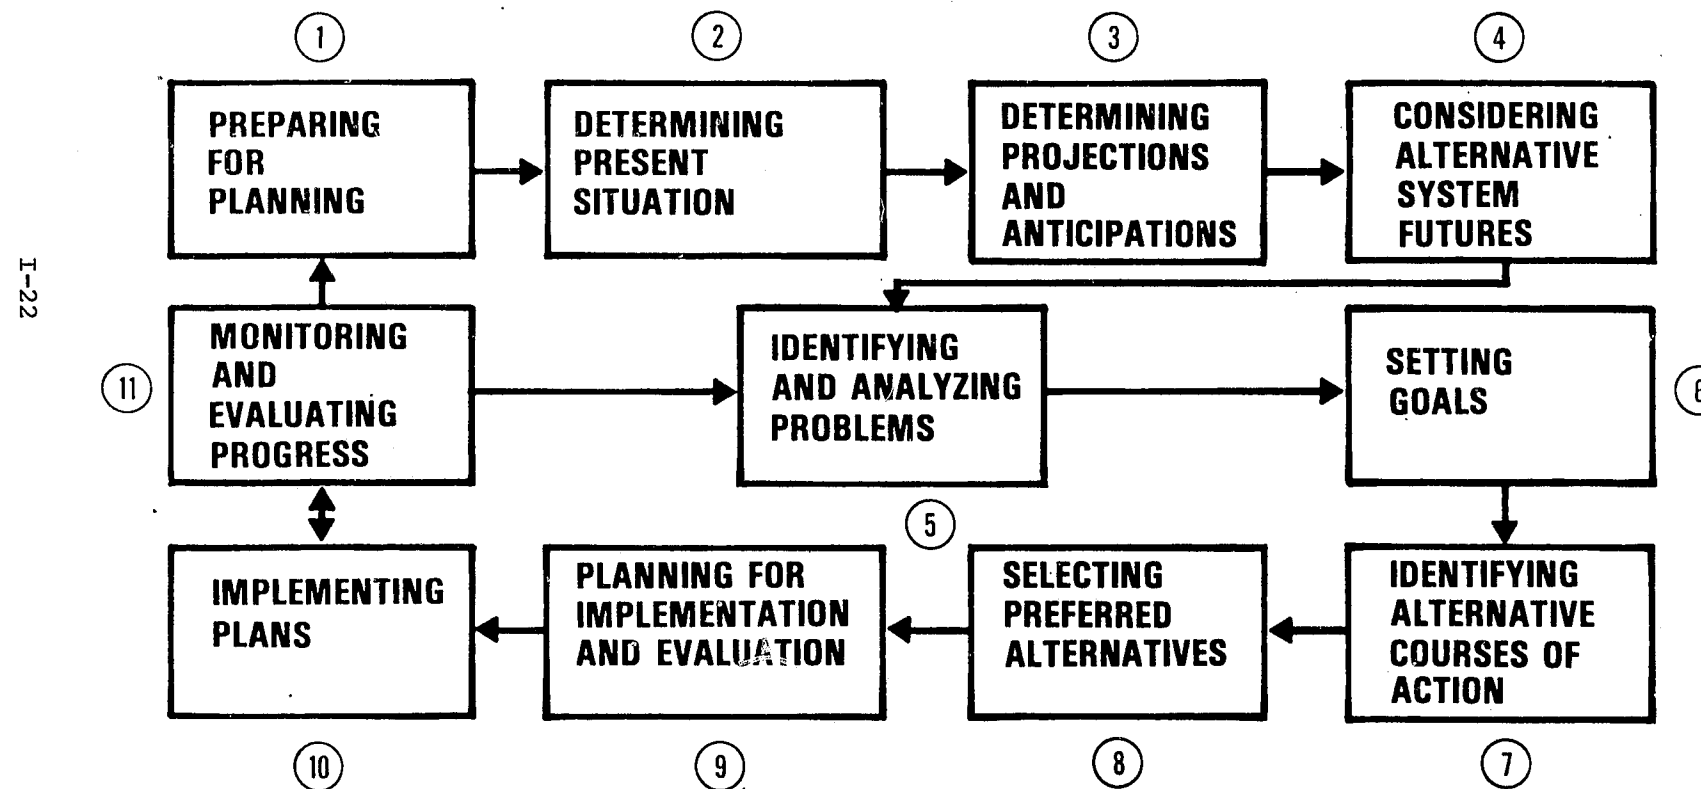 1
2
3
4
PREPARING
FOR
PLANNING
DETERMINING
PRESENT
SITUATION
DETERMINING
PROJECTIONS
AND
ANTICIPATIONS
CONSIDERING
ALTERNATIVE
SYSTEM
FUTURES
I-22
11
MONITORING
AND
EVALUATING
PROGRESS
IDENTIFYING
AND ANALYZING
PROBLEMS
5
SETTING
GOALS
6
IMPLEMENTING
PLANS
PLANNING FOR
IMPLEMENTATION
AND EVALUATION
SELECTING
PREFERRED
ALTERNATIVES
IDENTIFYING
ALTERNATIVE
COURSES OF
ACTION
10
9
8
7